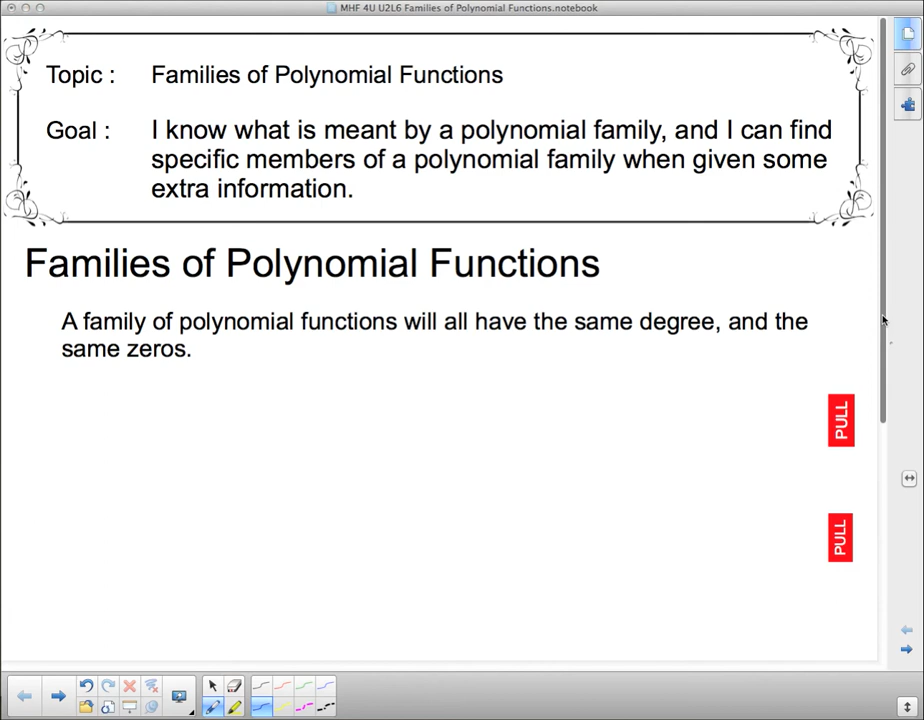 MHF 4U U2L6 Families of Polynomial Functions.notebook
Topic : Families of Polynomial Functions
Goal : I know what is meant by a polynomial family, and I can find
specific members of a polynomial family when given some
extra information.
Families of Polynomial Functions
A family of polynomial functions will all have the same degree, and the
same zeros.
PULL
PULL